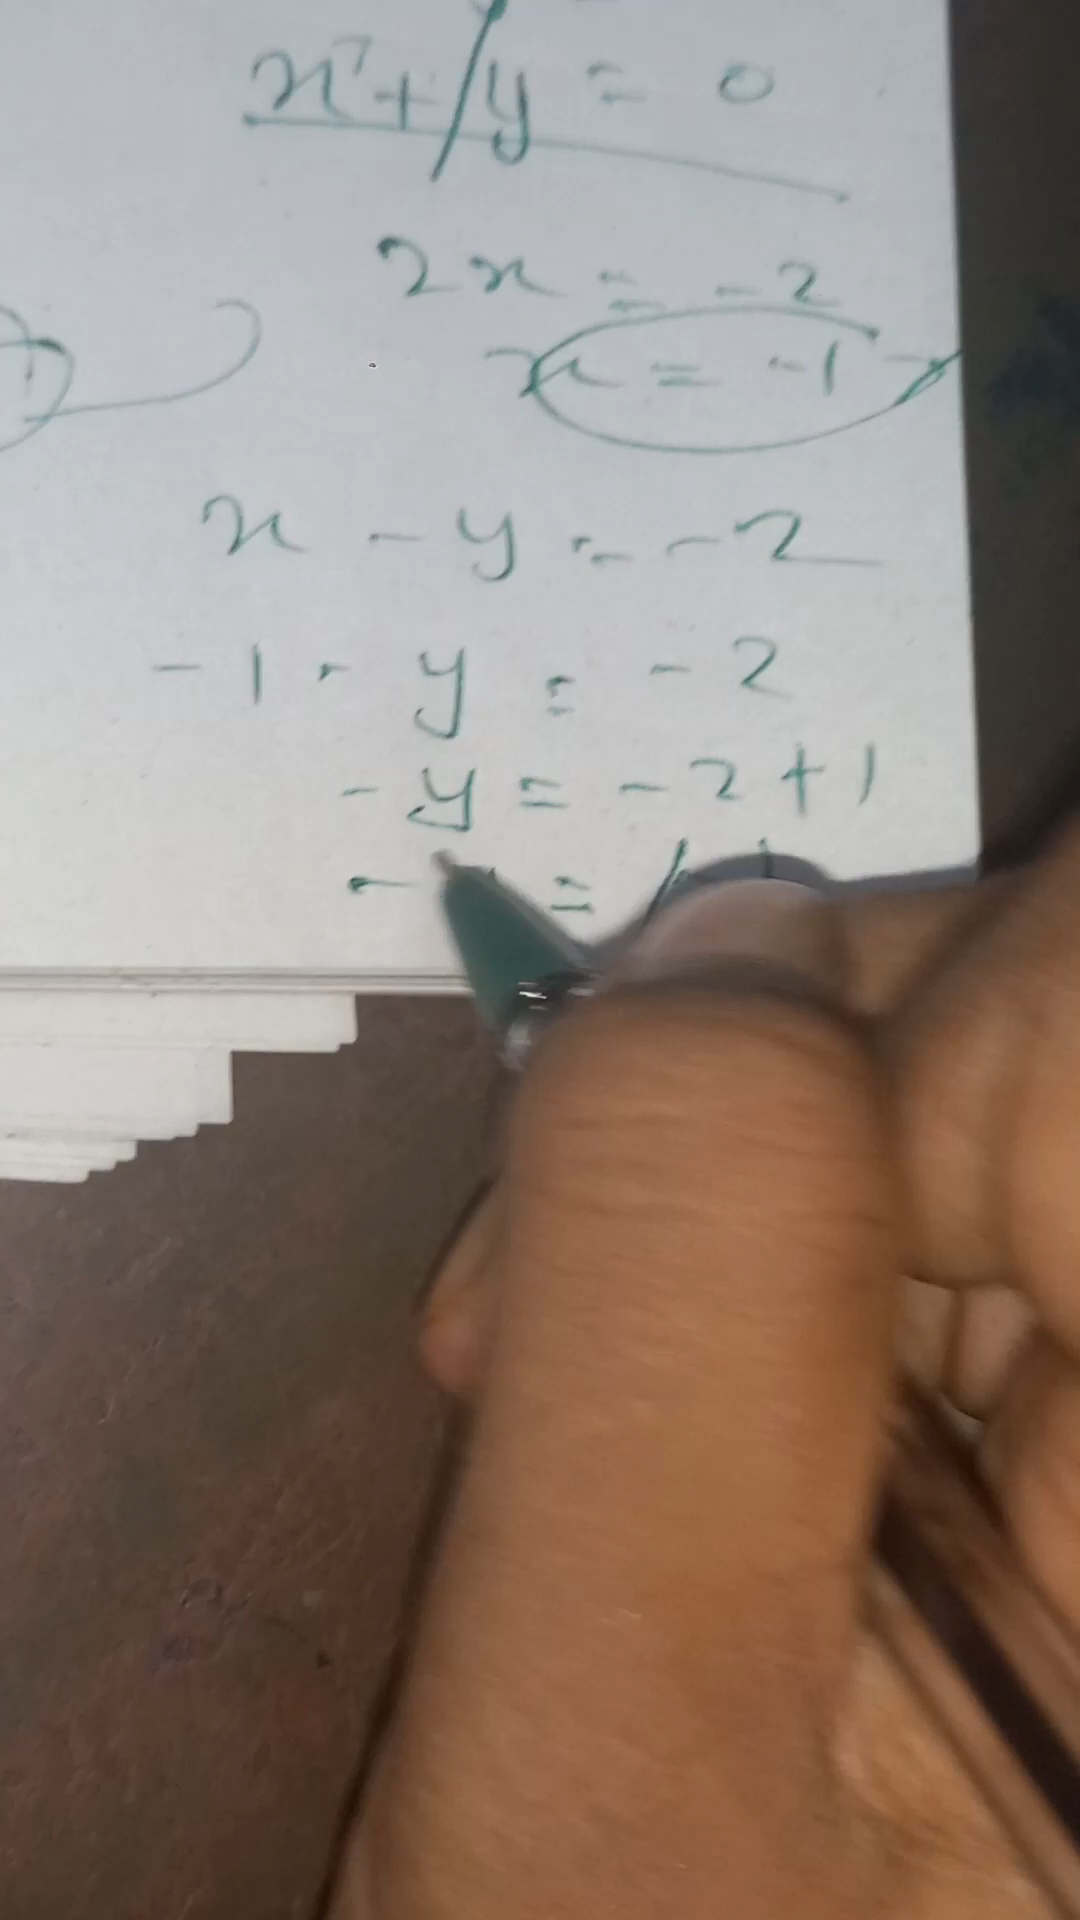 x + y = 0
2x = -2
x = -1
x - y = -2
-1 - y = -2
-y = -2 + 1